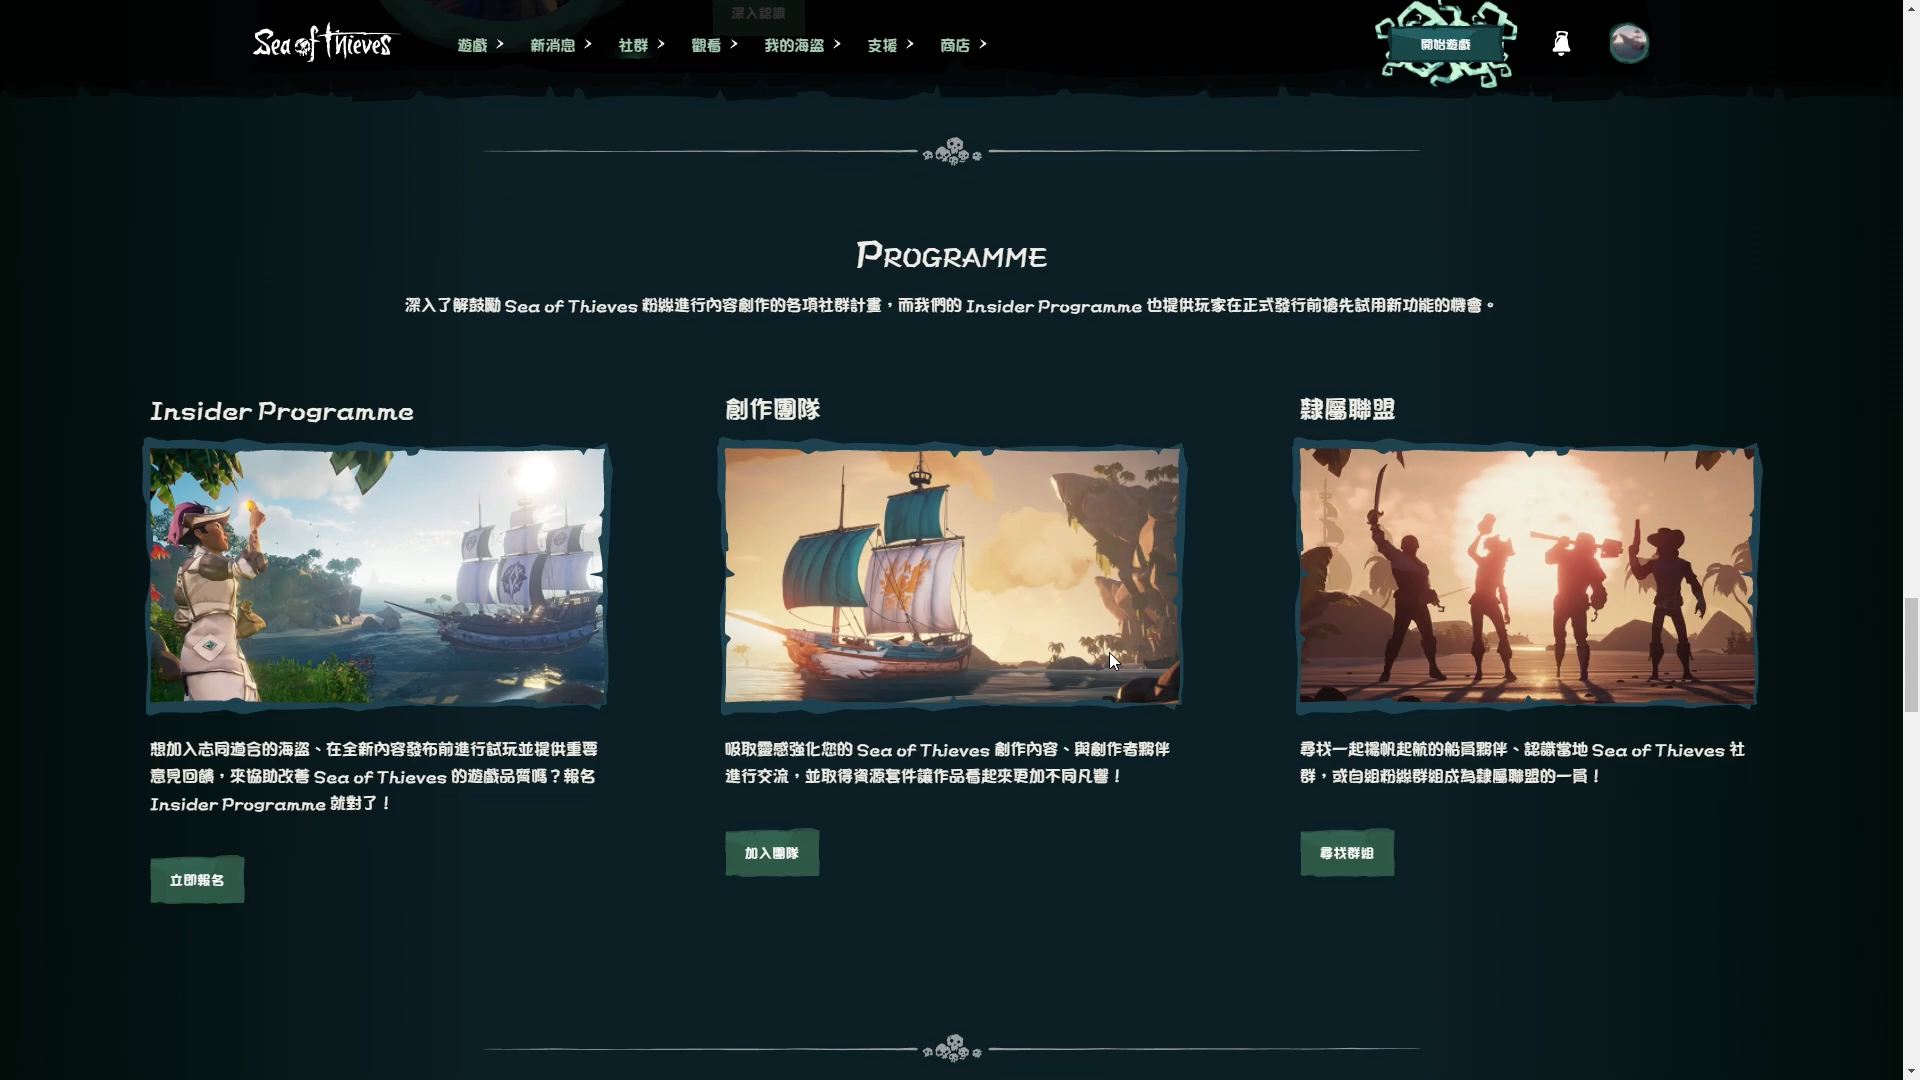 深入認識
Sea of Thieves
遊戲
新消息
社群
觀看
我的海盜
支援
商店
開始遊戲
Programme
深入了解鼓勵 Sea of Thieves 粉絲進行內容創作的各項社群計畫，而我們的 Insider Programme 也提供玩家在正式發行前搶先試用新功能的機會。
Insider Programme
想加入志同道合的海盜、在全新內容發布前進行試玩並提供重要
意見回饋，來協助改善 Sea of Thieves 的遊戲品質嗎？報名
Insider Programme 就對了！
立即報名
創作團隊
吸取靈感強化您的 Sea of Thieves 創作內容、與創作者夥伴
進行交流，並取得資源套件讓作品看起來更加不同凡響！
加入團隊
隸屬聯盟
尋找一起揚帆起航的船員夥伴、認識當地 Sea of Thieves 社
群，或自組粉絲群組成為隸屬聯盟的一員！
尋找群組